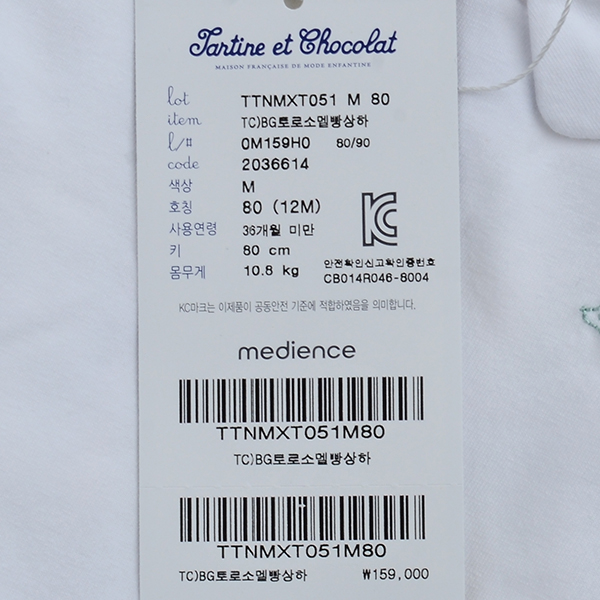 Tartine et Chocolat
MAISON FRANÇAISE DE MODE ENFANTINE
lot TTNMXT051 M 80
item TC)BG토로소멜빵상하
l/# 0M159H0 80/90
code 2036614
색상 M
호칭 80 (12M)
사용연령 36개월 미만
키 80 cm
몸무게 10.8 kg
안전확인신고확인증번호
CB014R046-8004
KC마크는 이제품이 공통안전 기준에 적합하였음을 의미합니다.
medience
TTNMXT051M80
TC)BG토로소멜빵상하
TTNMXT051M80
TC)BG토로소멜빵상하 ₩159,000